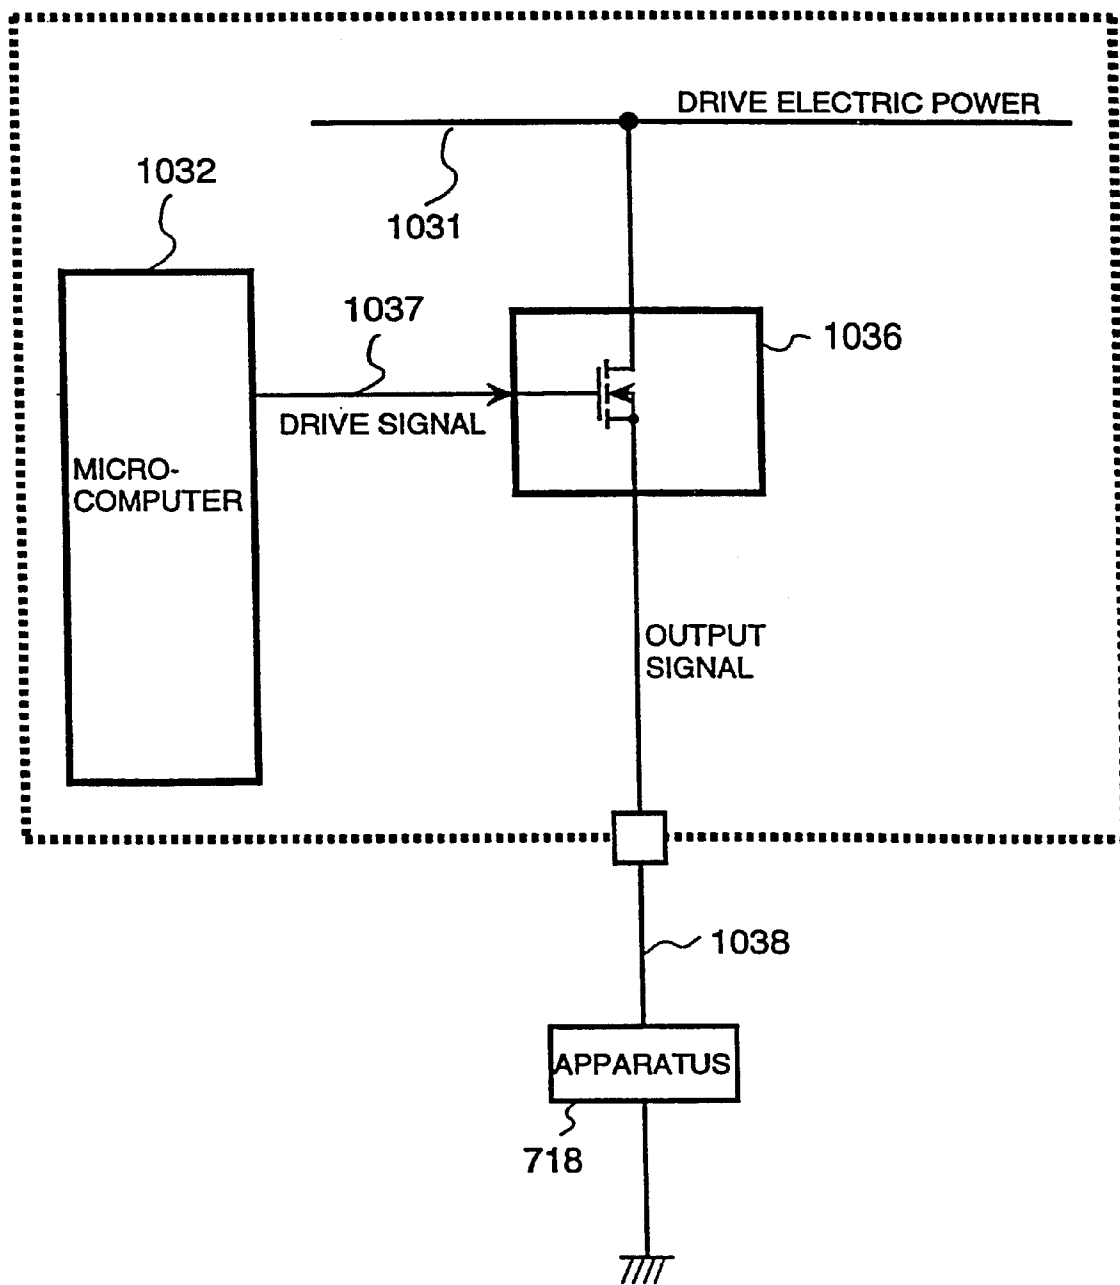 DRIVE ELECTRIC POWER
1032
1031
1037
1036
DRIVE SIGNAL
MICRO-
COMPUTER
OUTPUT
SIGNAL
1038
APPARATUS
718